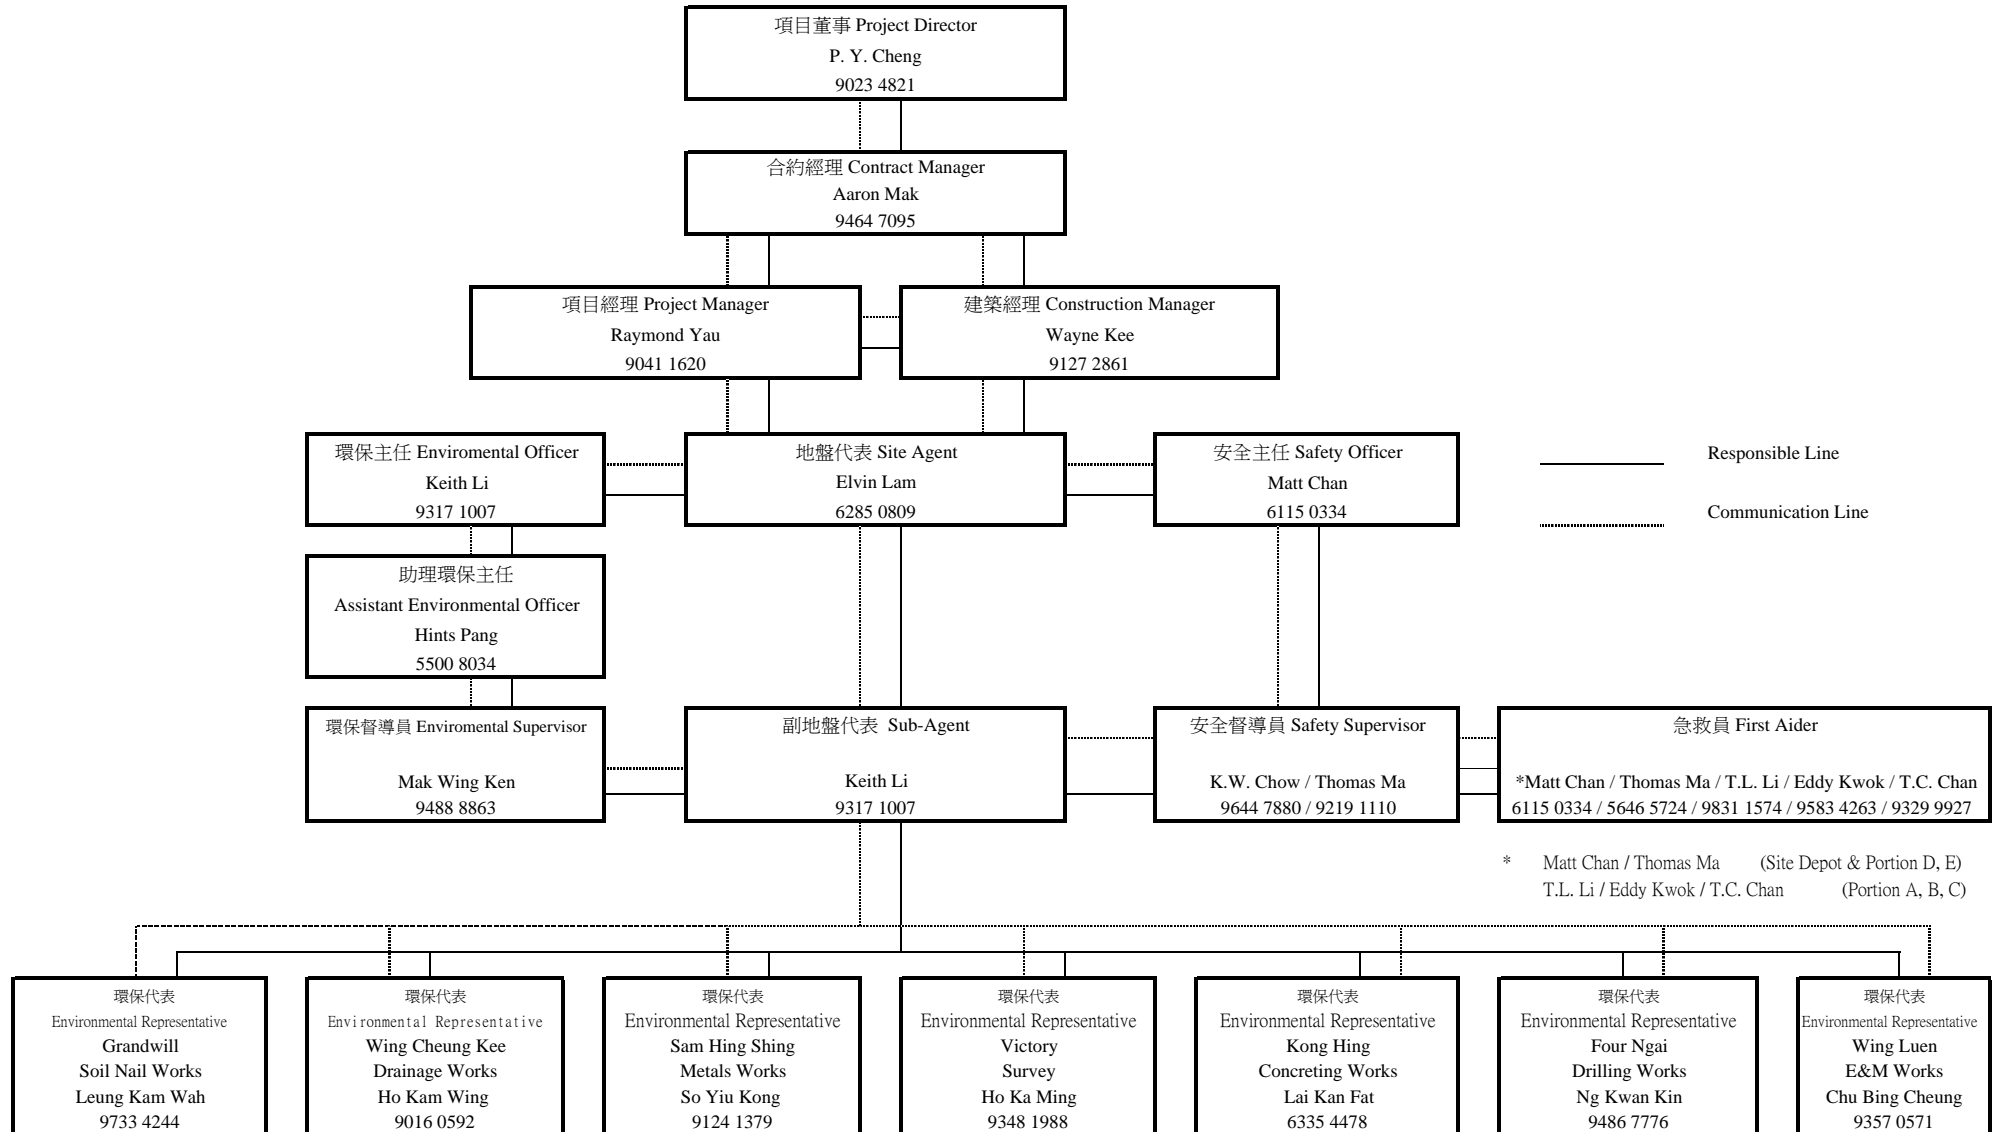 項目董事 Project Director
P. Y. Cheng
9023 4821
合約經理 Contract Manager
Aaron Mak
9464 7095
項目經理 Project Manager
Raymond Yau
9041 1620
建築經理 Construction Manager
Wayne Kee
9127 2861
環保主任 Enviromental Officer
Keith Li
9317 1007
地盤代表 Site Agent
Elvin Lam
6285 0809
安全主任 Safety Officer
Matt Chan
6115 0334
Responsible Line
Communication Line
助理環保主任
Assistant Environmental Officer
Hints Pang
5500 8034
環保督導員 Enviromental Supervisor
Mak Wing Ken
9488 8863
副地盤代表 Sub-Agent
Keith Li
9317 1007
安全督導員 Safety Supervisor
K.W. Chow / Thomas Ma
9644 7880 / 9219 1110
急救員 First Aider
*Matt Chan / Thomas Ma / T.L. Li / Eddy Kwok / T.C. Chan
6115 0334 / 5646 5724 / 9831 1574 / 9583 4263 / 9329 9927
* Matt Chan / Thomas Ma (Site Depot & Portion D, E)
T.L. Li / Eddy Kwok / T.C. Chan (Portion A, B, C)
環保代表
Environmental Representative
Grandwill
Soil Nail Works
Leung Kam Wah
9733 4244
環保代表
Environmental Representative
Wing Cheung Kee
Drainage Works
Ho Kam Wing
9016 0592
環保代表
Environmental Representative
Sam Hing Shing
Metals Works
So Yiu Kong
9124 1379
環保代表
Environmental Representative
Victory
Survey
Ho Ka Ming
9348 1988
環保代表
Environmental Representative
Kong Hing
Concreting Works
Lai Kan Fat
6335 4478
環保代表
Environmental Representative
Four Ngai
Drilling Works
Ng Kwan Kin
9486 7776
環保代表
Environmental Representative
Wing Luen
E&M Works
Chu Bing Cheung
9357 0571